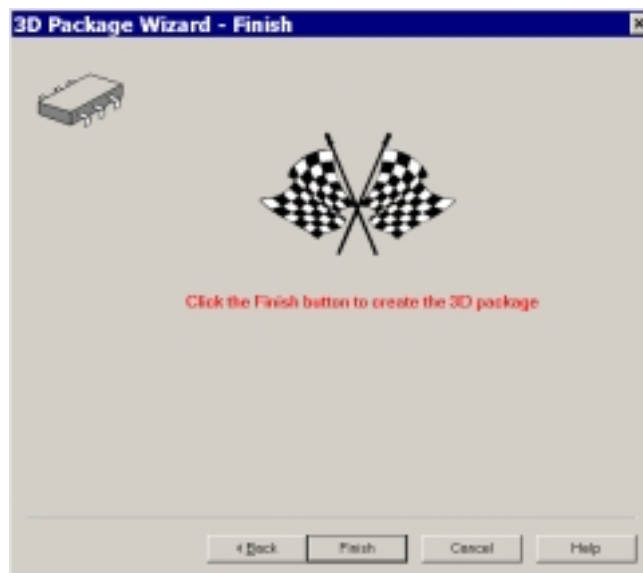 3D Package Wizard - Finish
Click the Finish button to create the 3D package
< Back
Finish
Cancel
Help